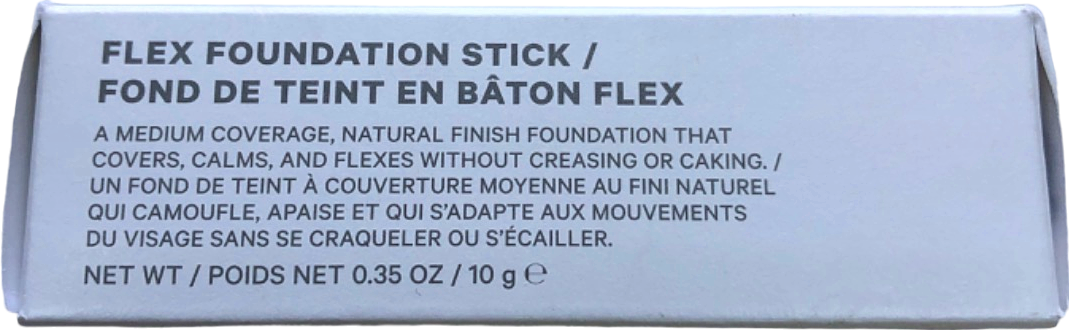 FLEX FOUNDATION STICK /
FOND DE TEINT EN BÂTON FLEX
A MEDIUM COVERAGE, NATURAL FINISH FOUNDATION THAT
COVERS, CALMS, AND FLEXES WITHOUT CREASING OR CAKING. /
UN FOND DE TEINT À COUVERTURE MOYENNE AU FINI NATUREL
QUI CAMOUFLE, APAISE ET QUI S'ADAPTE AUX MOUVEMENTS
DU VISAGE SANS SE CRAQUELER OU S'ÉCAILLER.
NET WT / POIDS NET 0.35 OZ / 10 g ℮